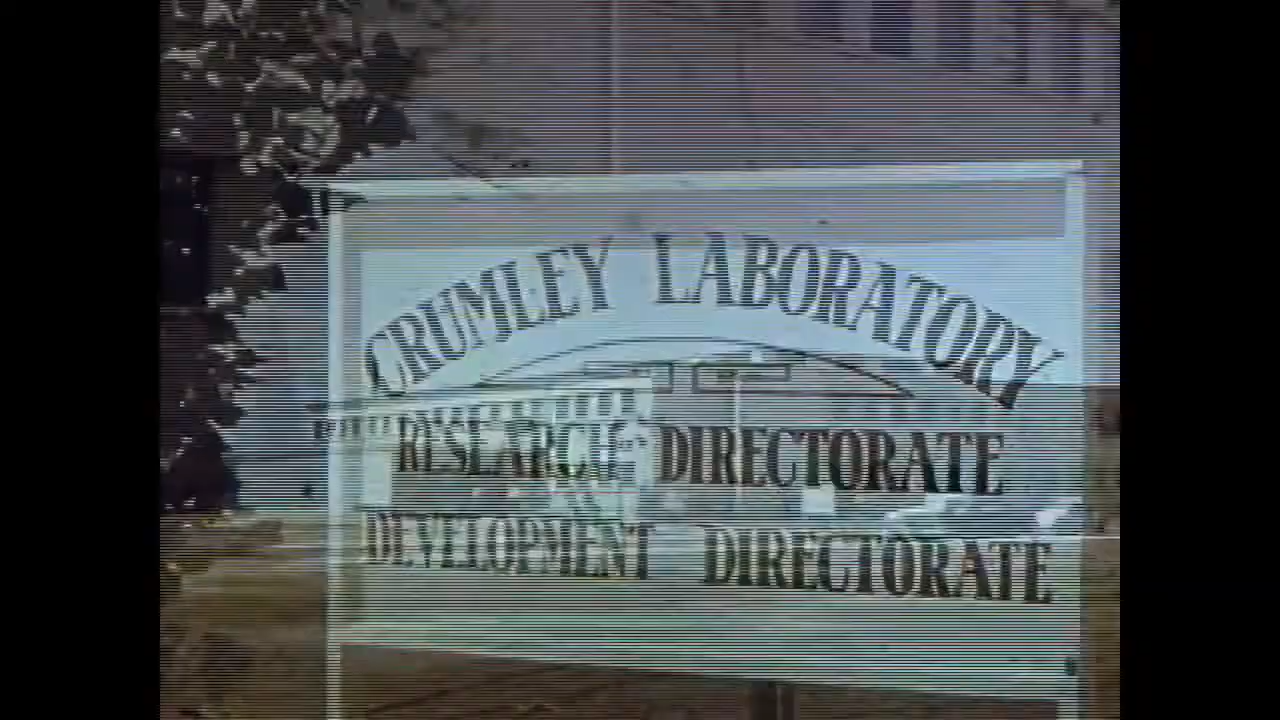 CRUMLEY LABORATORY
RESEARCH DIRECTORATE
DEVELOPMENT DIRECTORATE